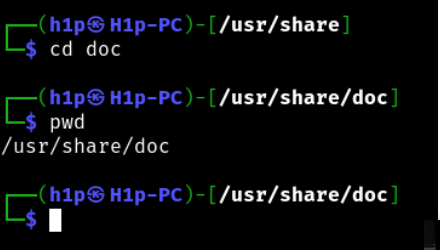 ┌──(h1p㉿H1p-PC)-[/usr/share]
└─$ cd doc
┌──(h1p㉿H1p-PC)-[/usr/share/doc]
└─$ pwd
/usr/share/doc
┌──(h1p㉿H1p-PC)-[/usr/share/doc]
└─$